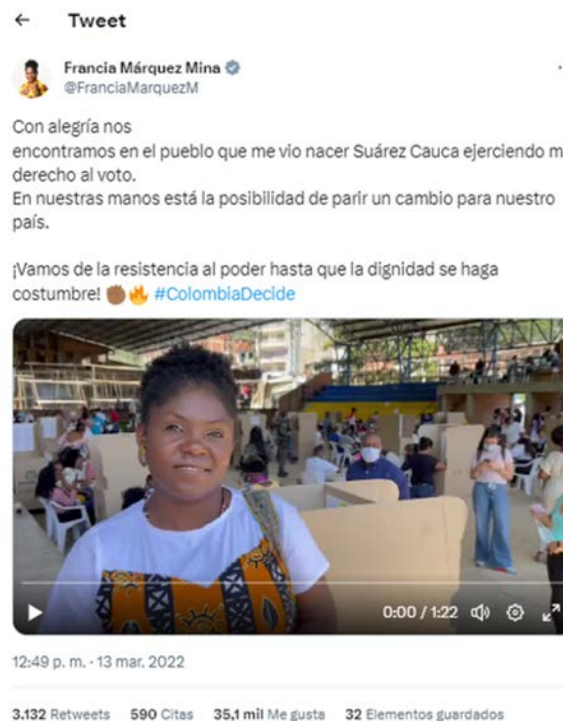 Tweet
Francia Márquez Mina
@FranciaMarquezM
Con alegría nos
encontramos en el pueblo que me vio nacer Suárez Cauca ejerciendo m
derecho al voto.
En nuestras manos está la posibilidad de parir un cambio para nuestro
país.
¡Vamos de la resistencia al poder hasta que la dignidad se haga
costumbre! ✊🏾🔥 #ColombiaDecide
0:00 / 1:22
12:49 p. m. · 13 mar. 2022
3.132 Retweets 590 Citas 35,1 mil Me gusta 32 Elementos guardados